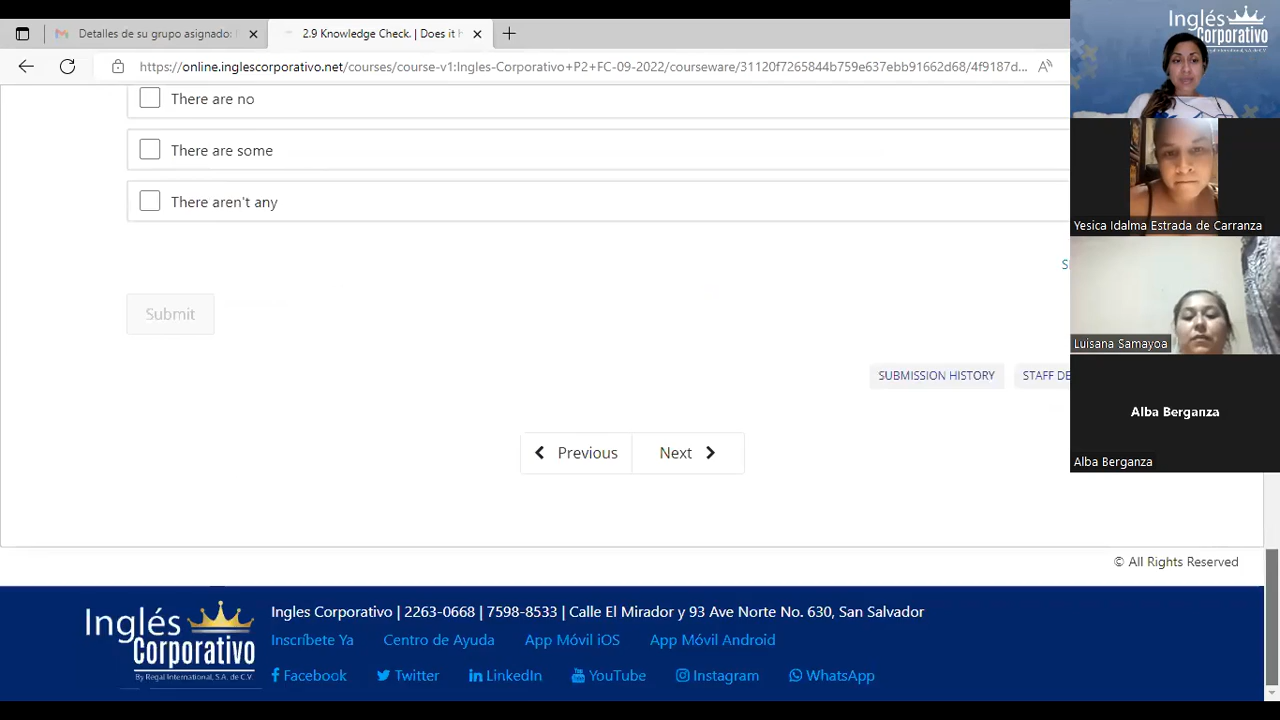 Detalles de su grupo asignado:
2.9 Knowledge Check. | Does it H
https://online.inglescorporativo.net/courses/course-v1:Ingles-Corporativo+P2+FC-09-2022/courseware/31120f7265844b759e637ebb91662d68/4f9187d...
There are no
There are some
There aren't any
Submit
SUBMISSION HISTORY
STAFF DE
Previous
Next
© All Rights Reserved
Inglés Corporativo
By Regal International, S.A. de C.V.
Ingles Corporativo | 2263-0668 | 7598-8533 | Calle El Mirador y 93 Ave Norte No. 630, San Salvador
Inscríbete Ya Centro de Ayuda App Móvil iOS App Móvil Android
Facebook Twitter LinkedIn YouTube Instagram WhatsApp
Inglés
Corporativo
Yesica Idalma Estrada de Carranza
Luisana Samayoa
Alba Berganza
Alba Berganza